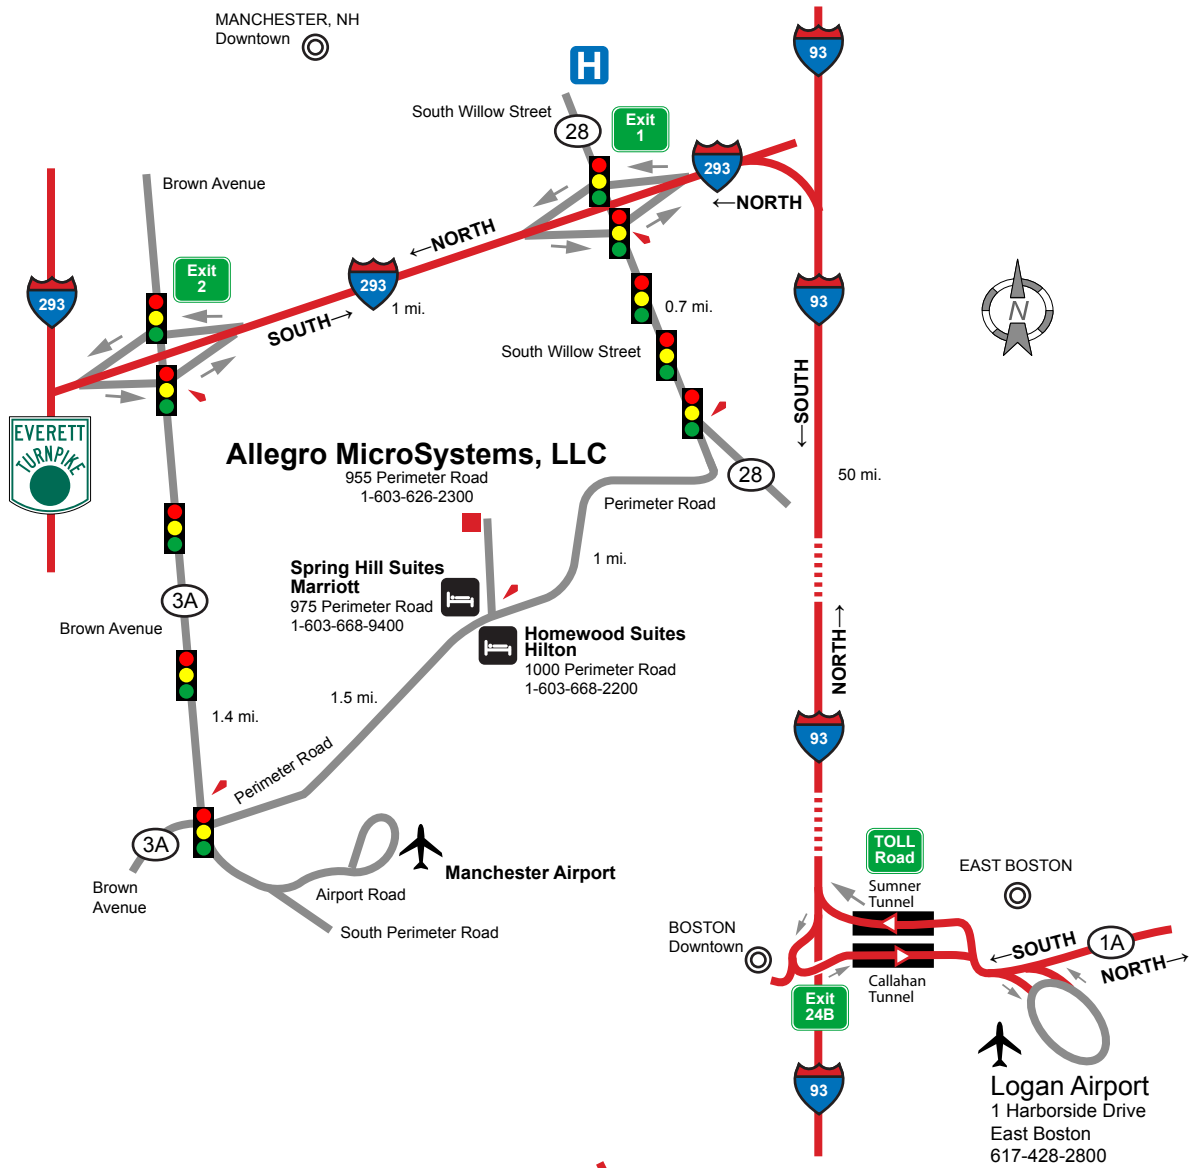 MANCHESTER, NH
Downtown
H
93
South Willow Street
28
Exit
1
293
←NORTH
Brown Avenue
←NORTH
Exit
2
293
293
SOUTH→
1 mi.
0.7 mi.
93
N
South Willow Street
←SOUTH
EVERETT
TURNPIKE
Allegro MicroSystems, LLC
955 Perimeter Road
1-603-626-2300
28
50 mi.
Perimeter Road
Spring Hill Suites
Marriott
975 Perimeter Road
1-603-668-9400
1 mi.
3A
Brown Avenue
Homewood Suites
Hilton
1000 Perimeter Road
1-603-668-2200
NORTH→
1.5 mi.
1.4 mi.
93
Perimeter Road
3A
Brown
Avenue
Airport Road
Manchester Airport
South Perimeter Road
TOLL
Road
Sumner
Tunnel
EAST BOSTON
BOSTON
Downtown
←SOUTH
1A
NORTH→
Callahan
Tunnel
Exit
24B
93
Logan Airport
1 Harborside Drive
East Boston
617-428-2800